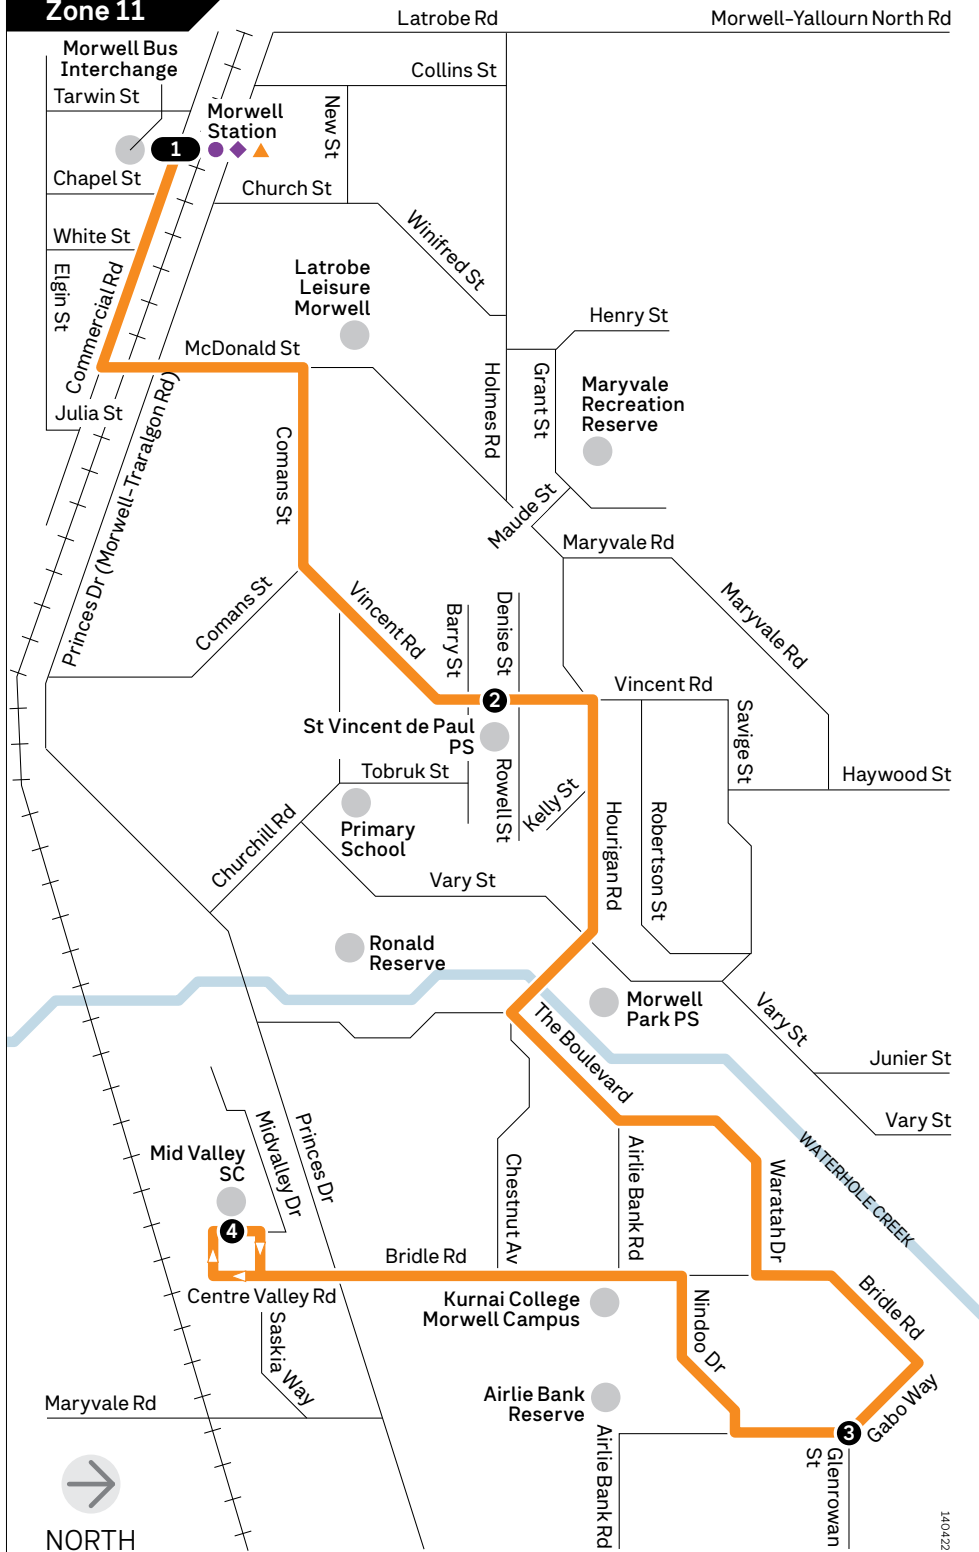 Zone 11
Latrobe Rd
Morwell-Yallourn North Rd
Morwell Bus
Interchange
Collins St
Tarwin St
New St
Morwell
Station
1
Chapel St
Church St
White St
Winifred St
Elgin St
Commercial Rd
Latrobe
Leisure
Morwell
Henry St
McDonald St
Holmes Rd
Grant St
Maryvale
Recreation
Reserve
Julia St
Princes Dr (Morwell-Traralgon Rd)
Comans St
Maude St
Maryvale Rd
Comans St
Vincent Rd
Barry St
Denise St
Maryvale Rd
2
Vincent Rd
St Vincent de Paul
PS
Savige St
Tobruk St
Rowell St
Kelly St
Haywood St
Churchill Rd
Primary
School
Hourigan Rd
Robertson St
Vary St
Ronald
Reserve
Morwell
Park PS
The Boulevard
Vary St
Junier St
Vary St
Mid Valley
SC
Midvalley Dr
Princes Dr
Chestnut Av
Airlie Bank Rd
Waratah Dr
WATERHOLE CREEK
4
Bridle Rd
Centre Valley Rd
Kurnai College
Morwell Campus
Nindoo Dr
Bridle Rd
Saskia Way
Maryvale Rd
Airlie Bank
Reserve
Gabo Way
3
Airlie Bank Rd
Glenrowan
St
NORTH
140422